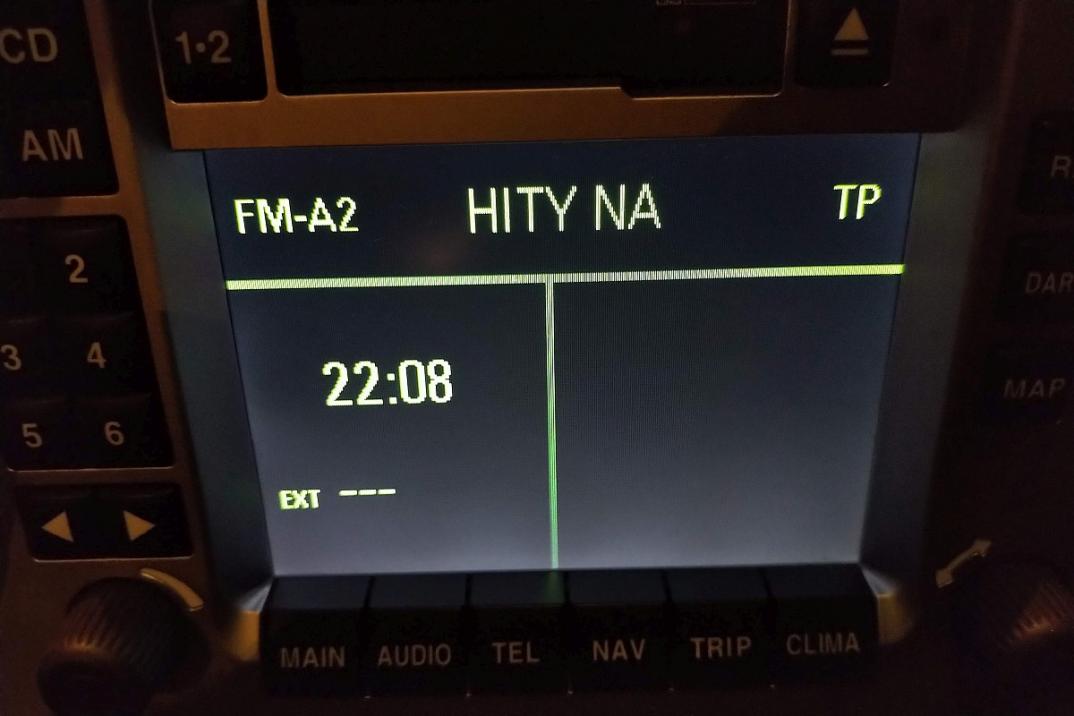 CD
1•2
AM
FM-A2 HITY NA TP
2
22:08
3 4
MAP
5 6
EXT ---
MAIN AUDIO TEL NAV TRIP CLIMA